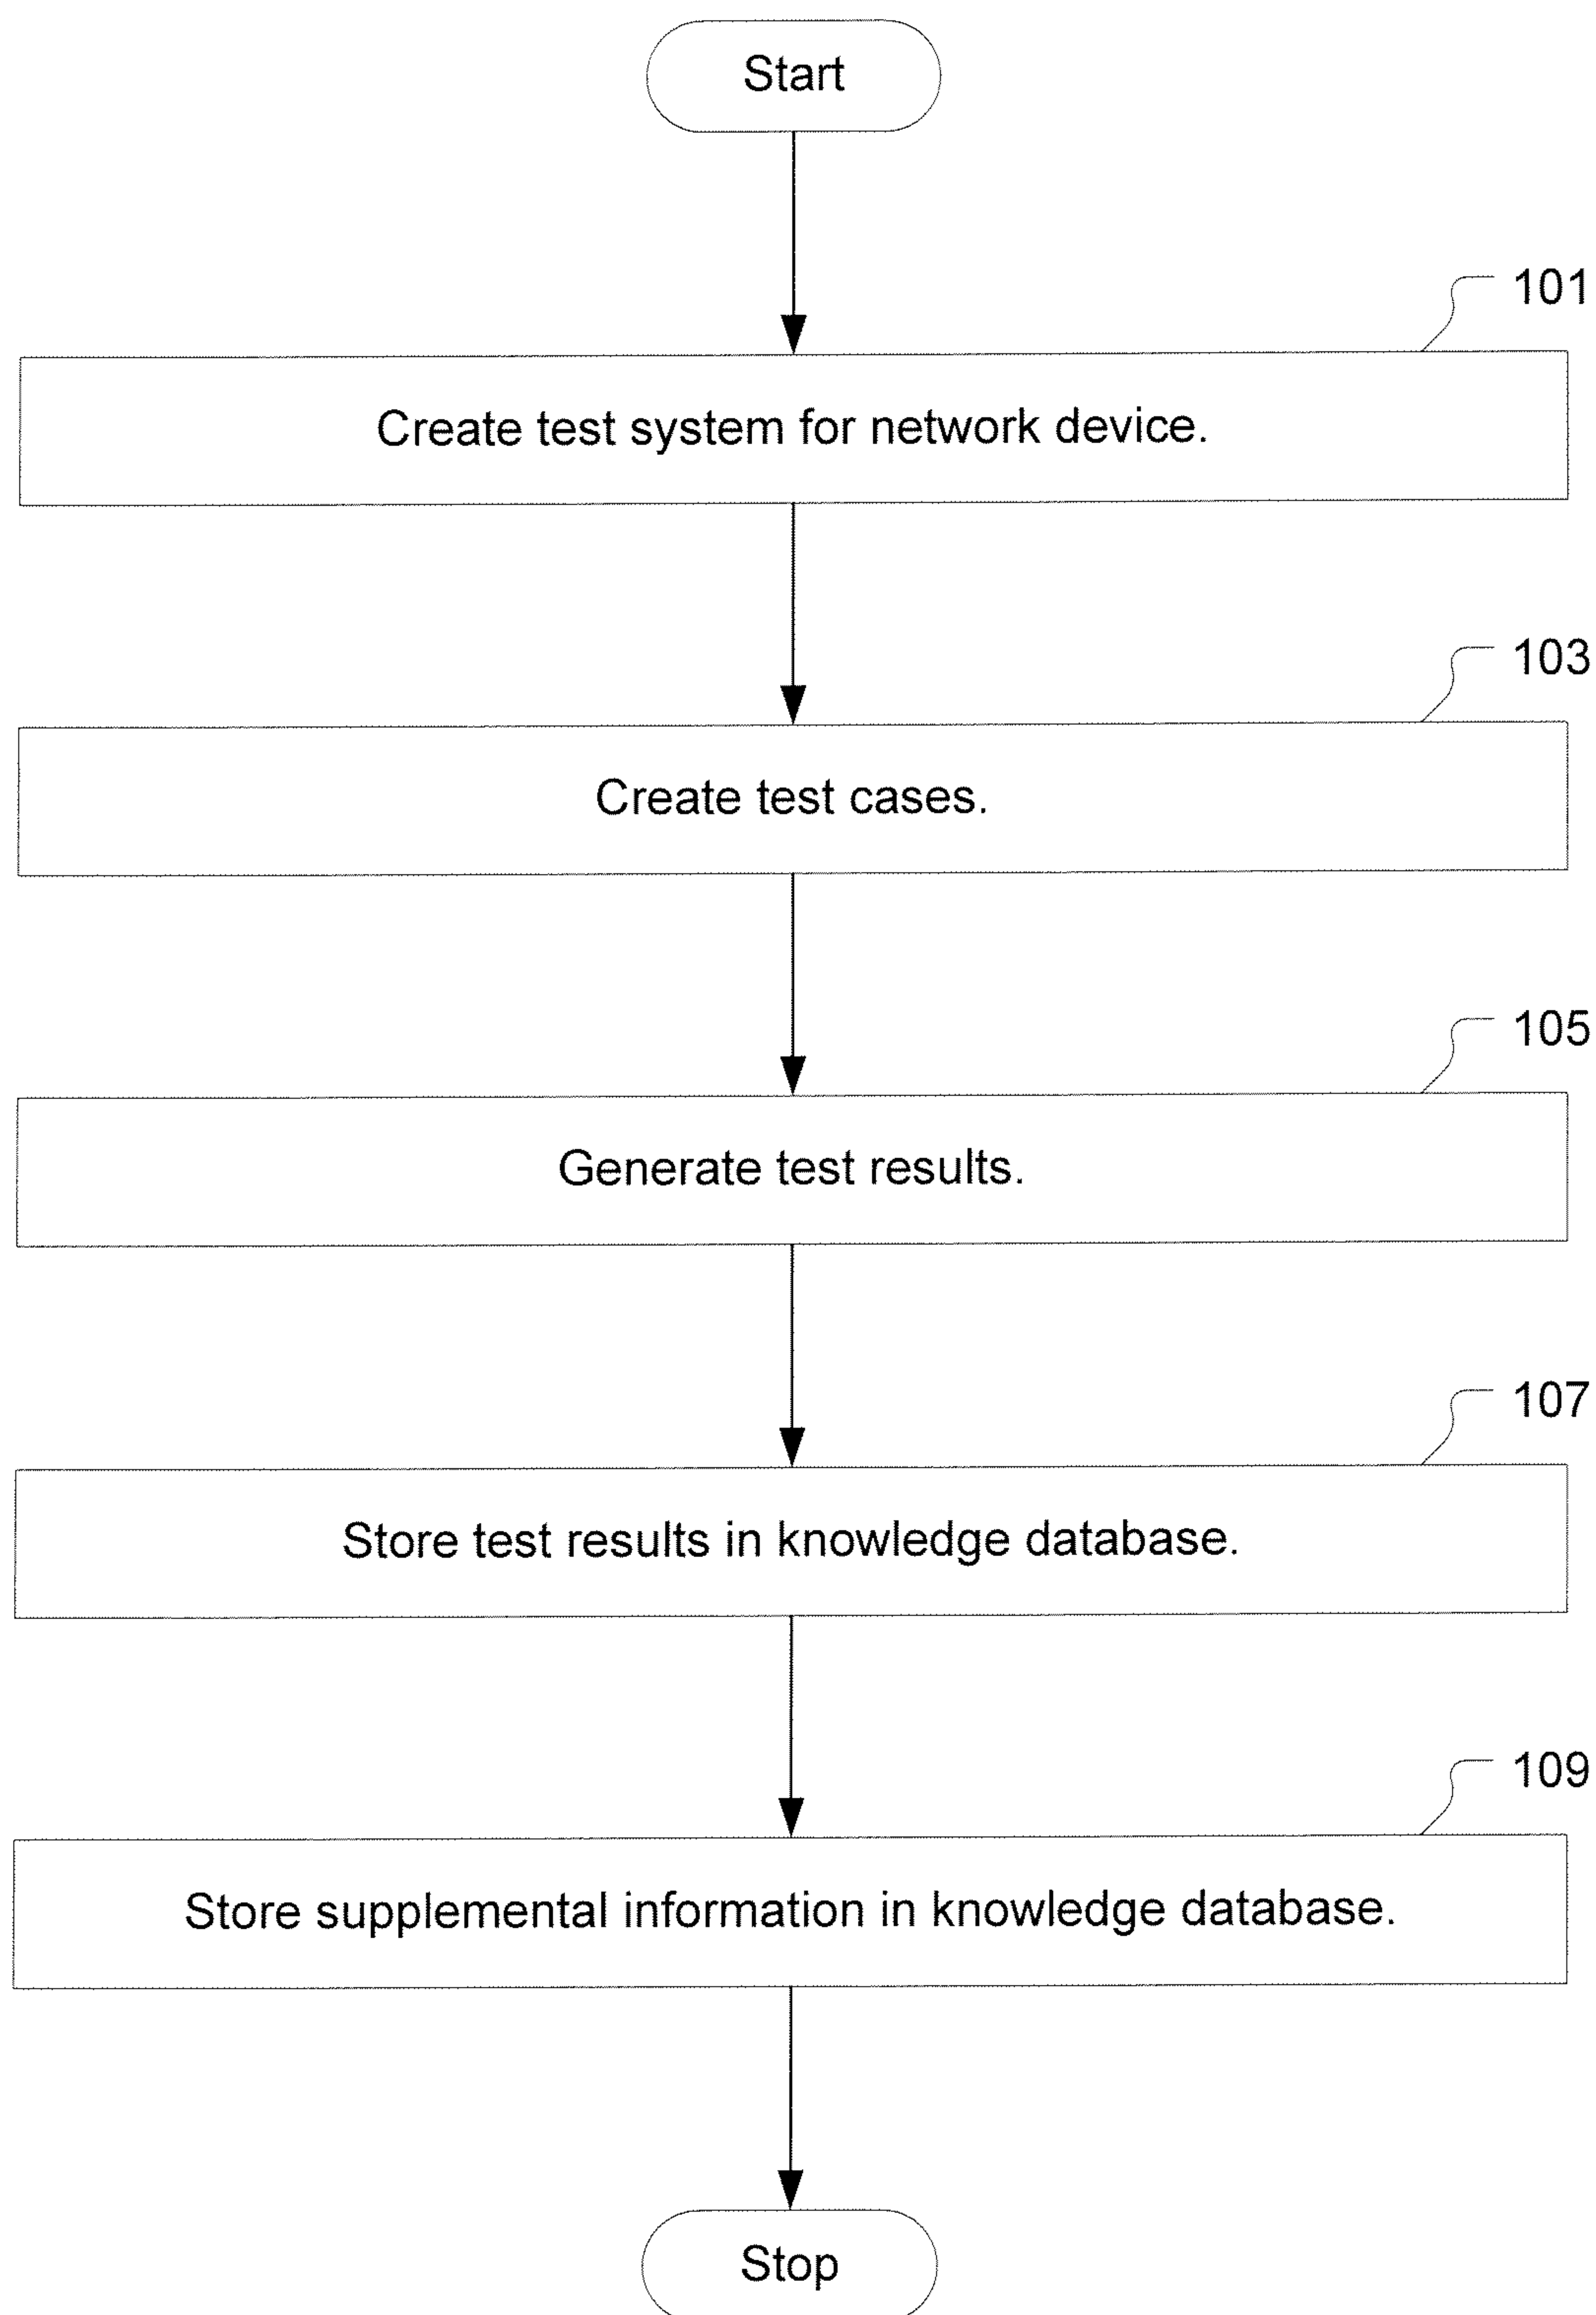 Start
101
Create test system for network device.
103
Create test cases.
105
Generate test results.
107
Store test results in knowledge database.
109
Store supplemental information in knowledge database.
Stop